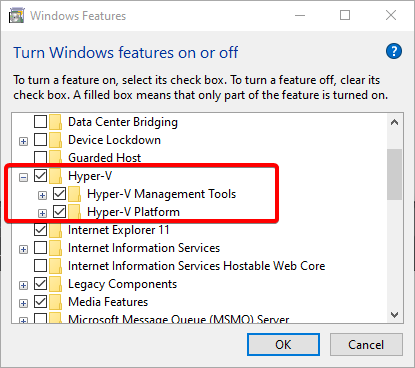 Windows Features
Turn Windows features on or off
To turn a feature on, select its check box. To turn a feature off, clear its
check box. A filled box means that only part of the feature is turned on.
Data Center Bridging
Device Lockdown
Guarded Host
Hyper-V
Hyper-V Management Tools
Hyper-V Platform
Internet Explorer 11
Internet Information Services
Internet Information Services Hostable Web Core
Legacy Components
Media Features
Microsoft Message Queue (MSMQ) Server
OK
Cancel